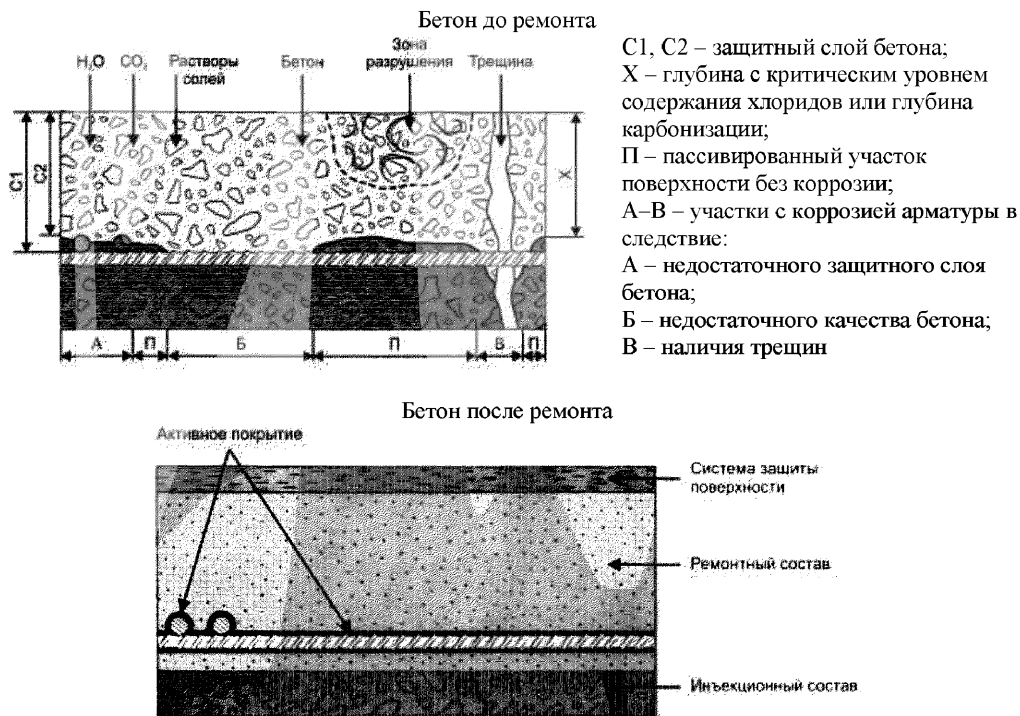 Бетон до ремонта
H₂O CO₂ Растворы солей Бетон Зона разрушения Трещина
C1
C2
X
А П Б П В П
С1, С2 – защитный слой бетона;
Х – глубина с критическим уровнем
содержания хлоридов или глубина
карбонизации;
П – пассивированный участок
поверхности без коррозии;
А–В – участки с коррозией арматуры в
следствие:
А – недостаточного защитного слоя
бетона;
Б – недостаточного качества бетона;
В – наличия трещин
Бетон после ремонта
Активное покрытие
Система защиты
поверхности
Ремонтный состав
Инъекционный состав